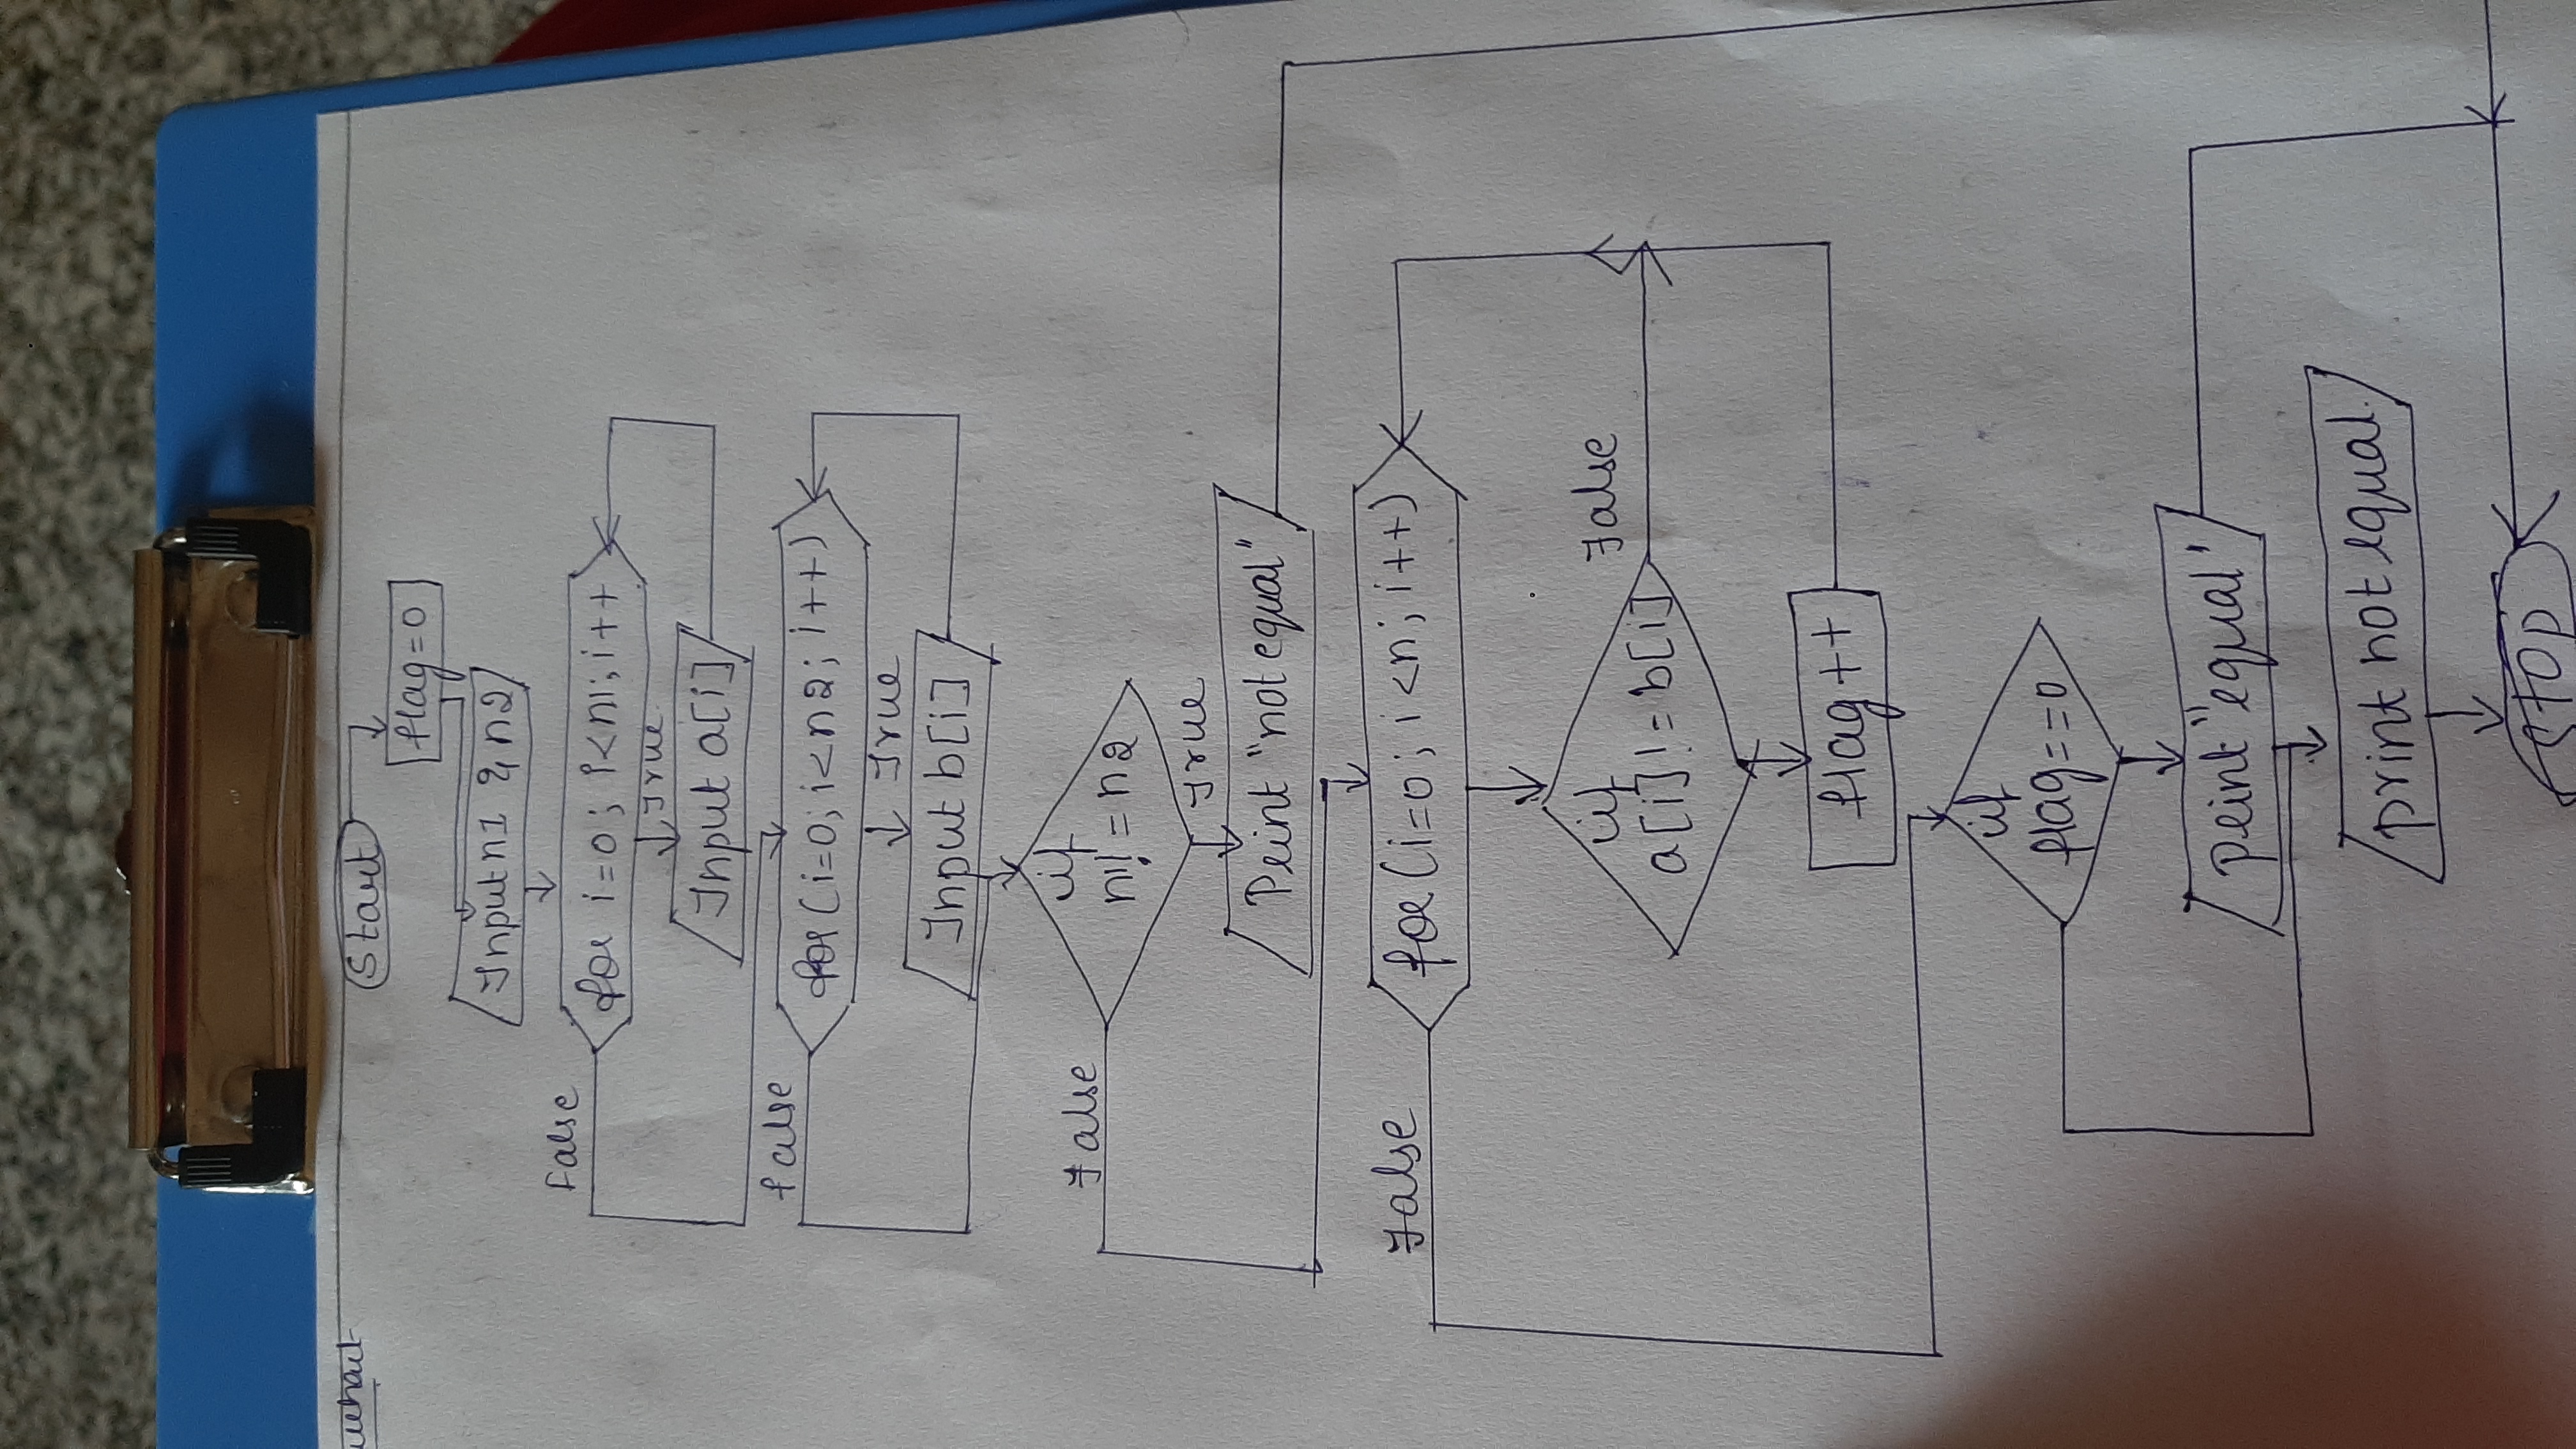 Start
flag=0
Input n1 & n2
False
for i=0; i<n1; i++
True
Input a[i]
false
for(i=0; i<n2; i++)
True
Input b[i]
False
if
n1!=n2
True
Print "not equal"
False
for(i=0; i<n; i++)
if
a[i]!=b[i]
False
flag++
if
flag==0
print "equal"
print not equal.
STOP